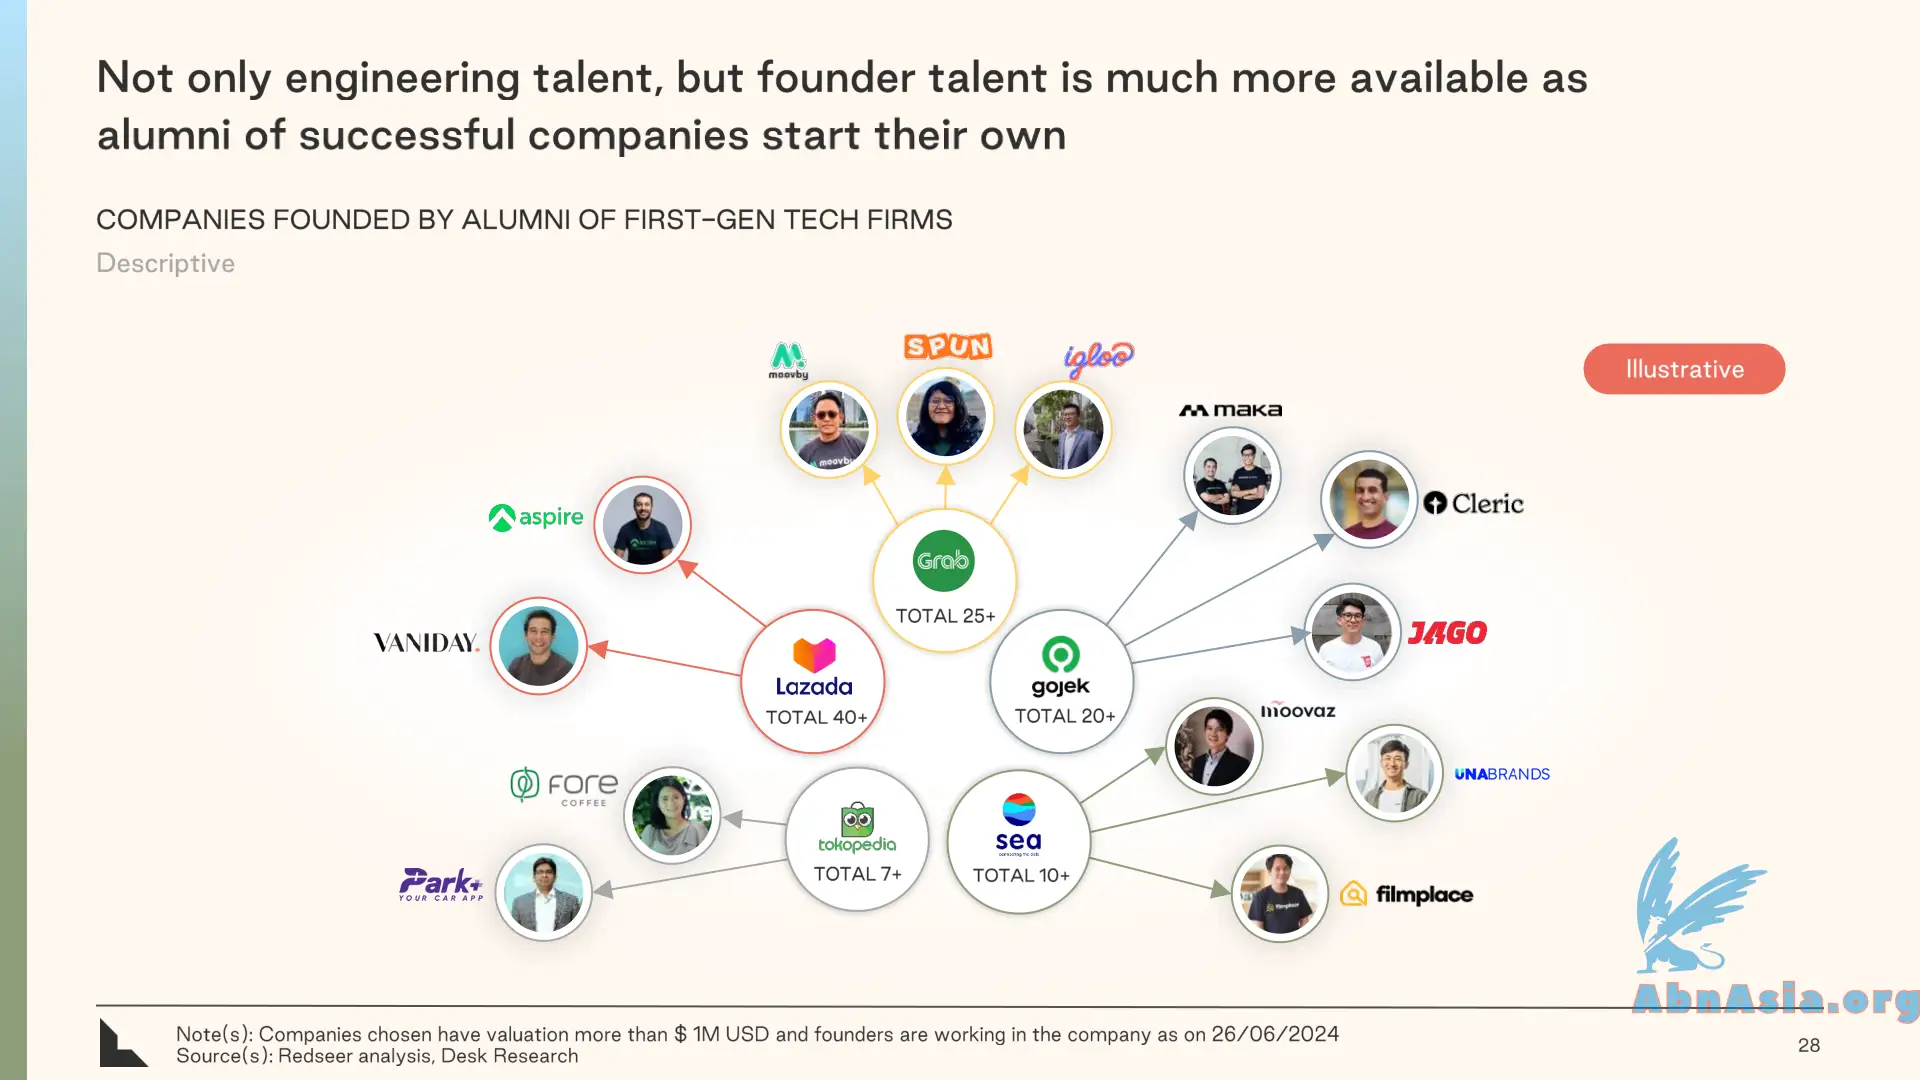 Not only engineering talent, but founder talent is much more available as
alumni of successful companies start their own
COMPANIES FOUNDED BY ALUMNI OF FIRST-GEN TECH FIRMS
Descriptive
Illustrative
moovby
SPUN
igloo
maka
Cleric
aspire
Grab
TOTAL 25+
VANIDAY.
JAGO
Lazada
TOTAL 40+
gojek
TOTAL 20+
moovaz
FORE
COFFEE
UNABRANDS
tokopedia
TOTAL 7+
sea
TOTAL 10+
Park+
YOUR CAR APP
filmplace
moovby
filmplace
AbnAsia.org
Note(s): Companies chosen have valuation more than $ 1M USD and founders are working in the company as on 26/06/2024
Source(s): Redseer analysis, Desk Research
28